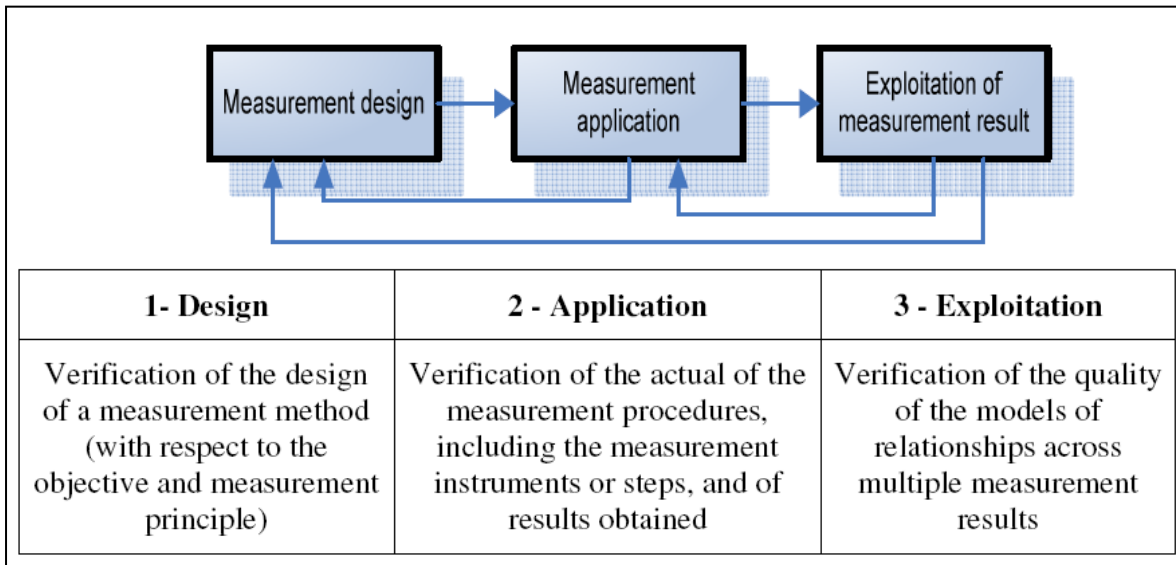 Measurement design
Measurement
application
Exploitation of
measurement result
1- Design
2 - Application
3 - Exploitation
Verification of the design
of a measurement method
(with respect to the
objective and measurement
principle)
Verification of the actual of the
measurement procedures,
including the measurement
instruments or steps, and of
results obtained
Verification of the quality
of the models of
relationships across
multiple measurement
results